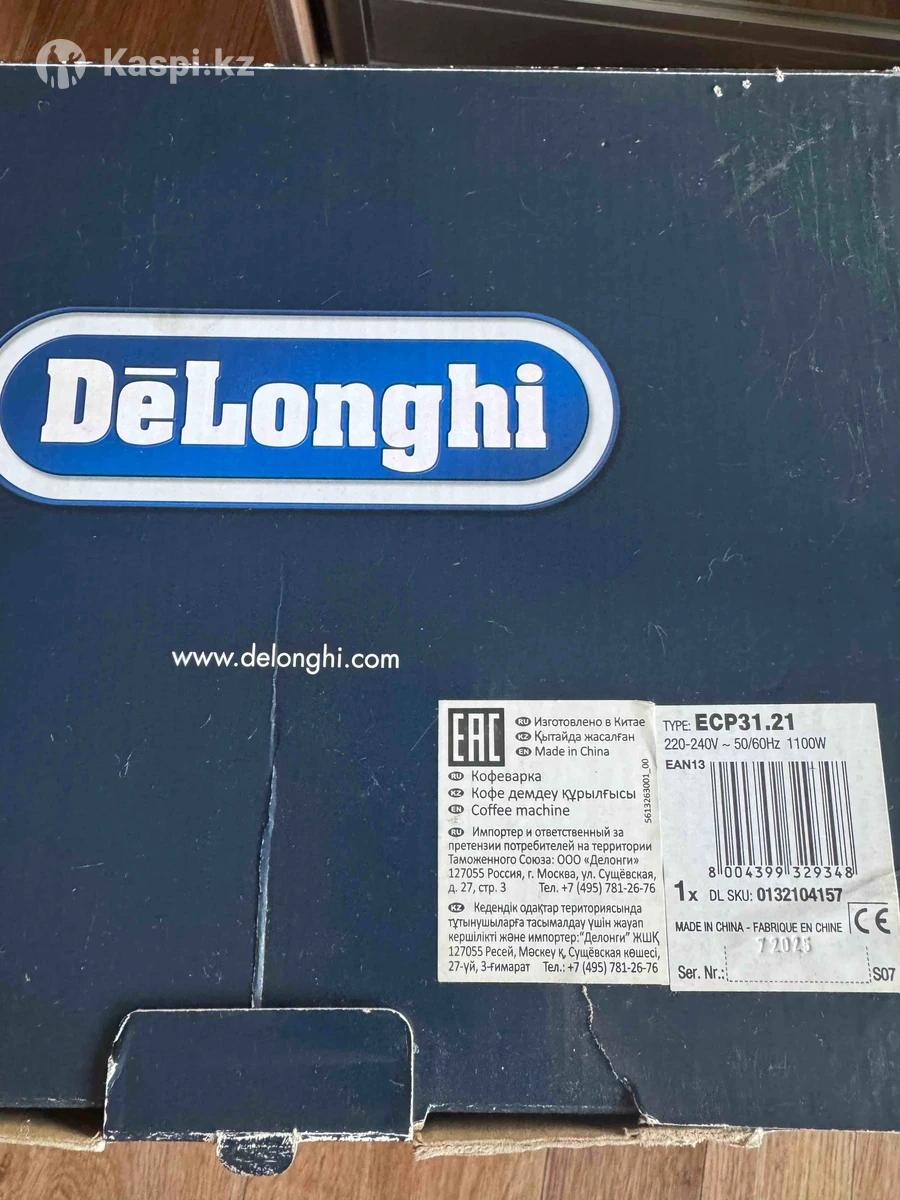 Kaspi.kz
DēLonghi
www.delonghi.com
EAC
RU Изготовлено в Китае
KZ Қытайда жасалған
EN Made in China
RU Кофеварка
KZ Кофе демдеу құрылғысы
EN Coffee machine
5613263001_00
RU Импортер и ответственный за
претензии потребителей на территории
Таможенного Союза: ООО «Делонги»
127055 Россия, г. Москва, ул. Сущёвская,
д. 27, стр. 3 Тел. +7 (495) 781-26-76
KZ Кедендік одақтар териториясында
тұтынушыларға тасымалдау үшін жауап
кершілікті және импортер:"Делонги" ЖШҚ
127055 Ресей, Мәскеу қ, Сущёвская көшесі,
27-уй, 3-ғимарат Тел.: +7 (495) 781-26-76
TYPE: ECP31.21
220-240V ~ 50/60Hz 1100W
EAN13
8 004399 329348
1x DL SKU: 0132104157
MADE IN CHINA - FABRIQUE EN CHINE CE
Ser. Nr.: S07